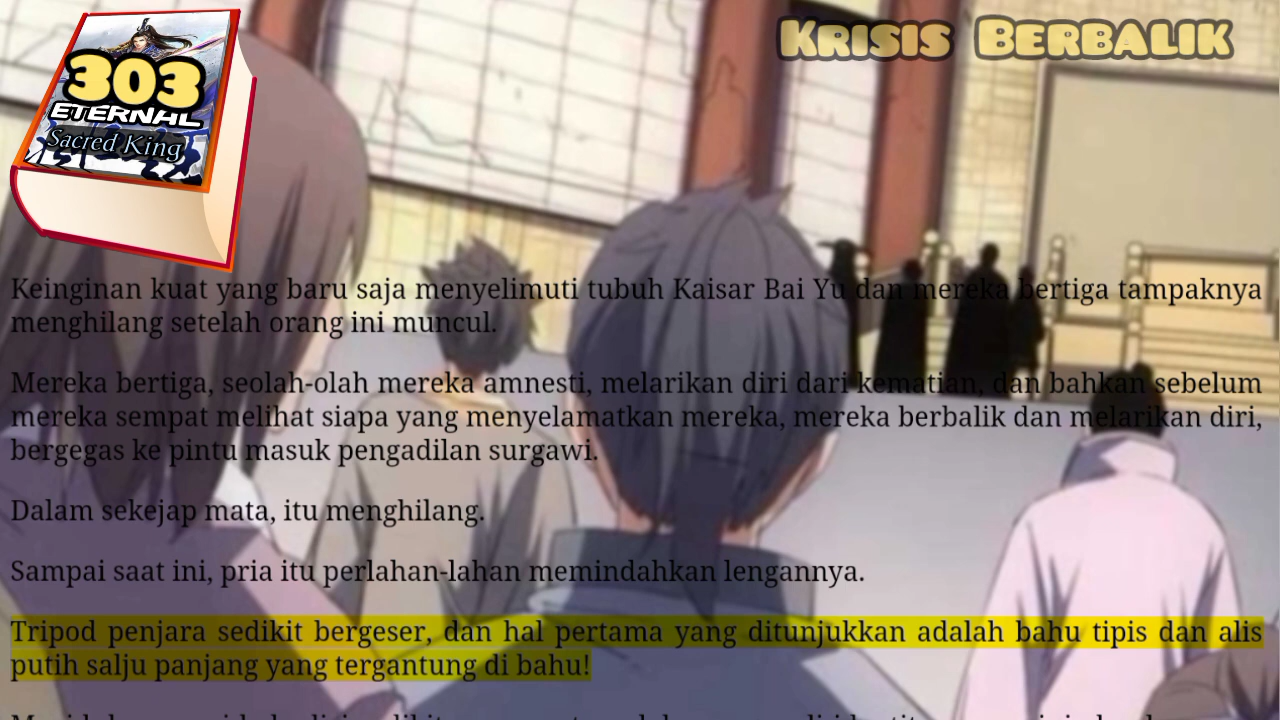 303
ETERNAL
Sacred King
Krisis Berbalik
Keinginan kuat yang baru saja menyelimuti tubuh Kaisar Bai Yu dan mereka bertiga tampaknya
menghilang setelah orang ini muncul.
Mereka bertiga, seolah-olah mereka amnesti, melarikan diri dari kematian, dan bahkan sebelum
mereka sempat melihat siapa yang menyelamatkan mereka, mereka berbalik dan melarikan diri,
bergegas ke pintu masuk pengadilan surgawi.
Dalam sekejap mata, itu menghilang.
Sampai saat ini, pria itu perlahan-lahan memindahkan lengannya.
Tripod penjara sedikit bergeser, dan hal pertama yang ditunjukkan adalah bahu tipis dan alis
putih salju panjang yang tergantung di bahu!